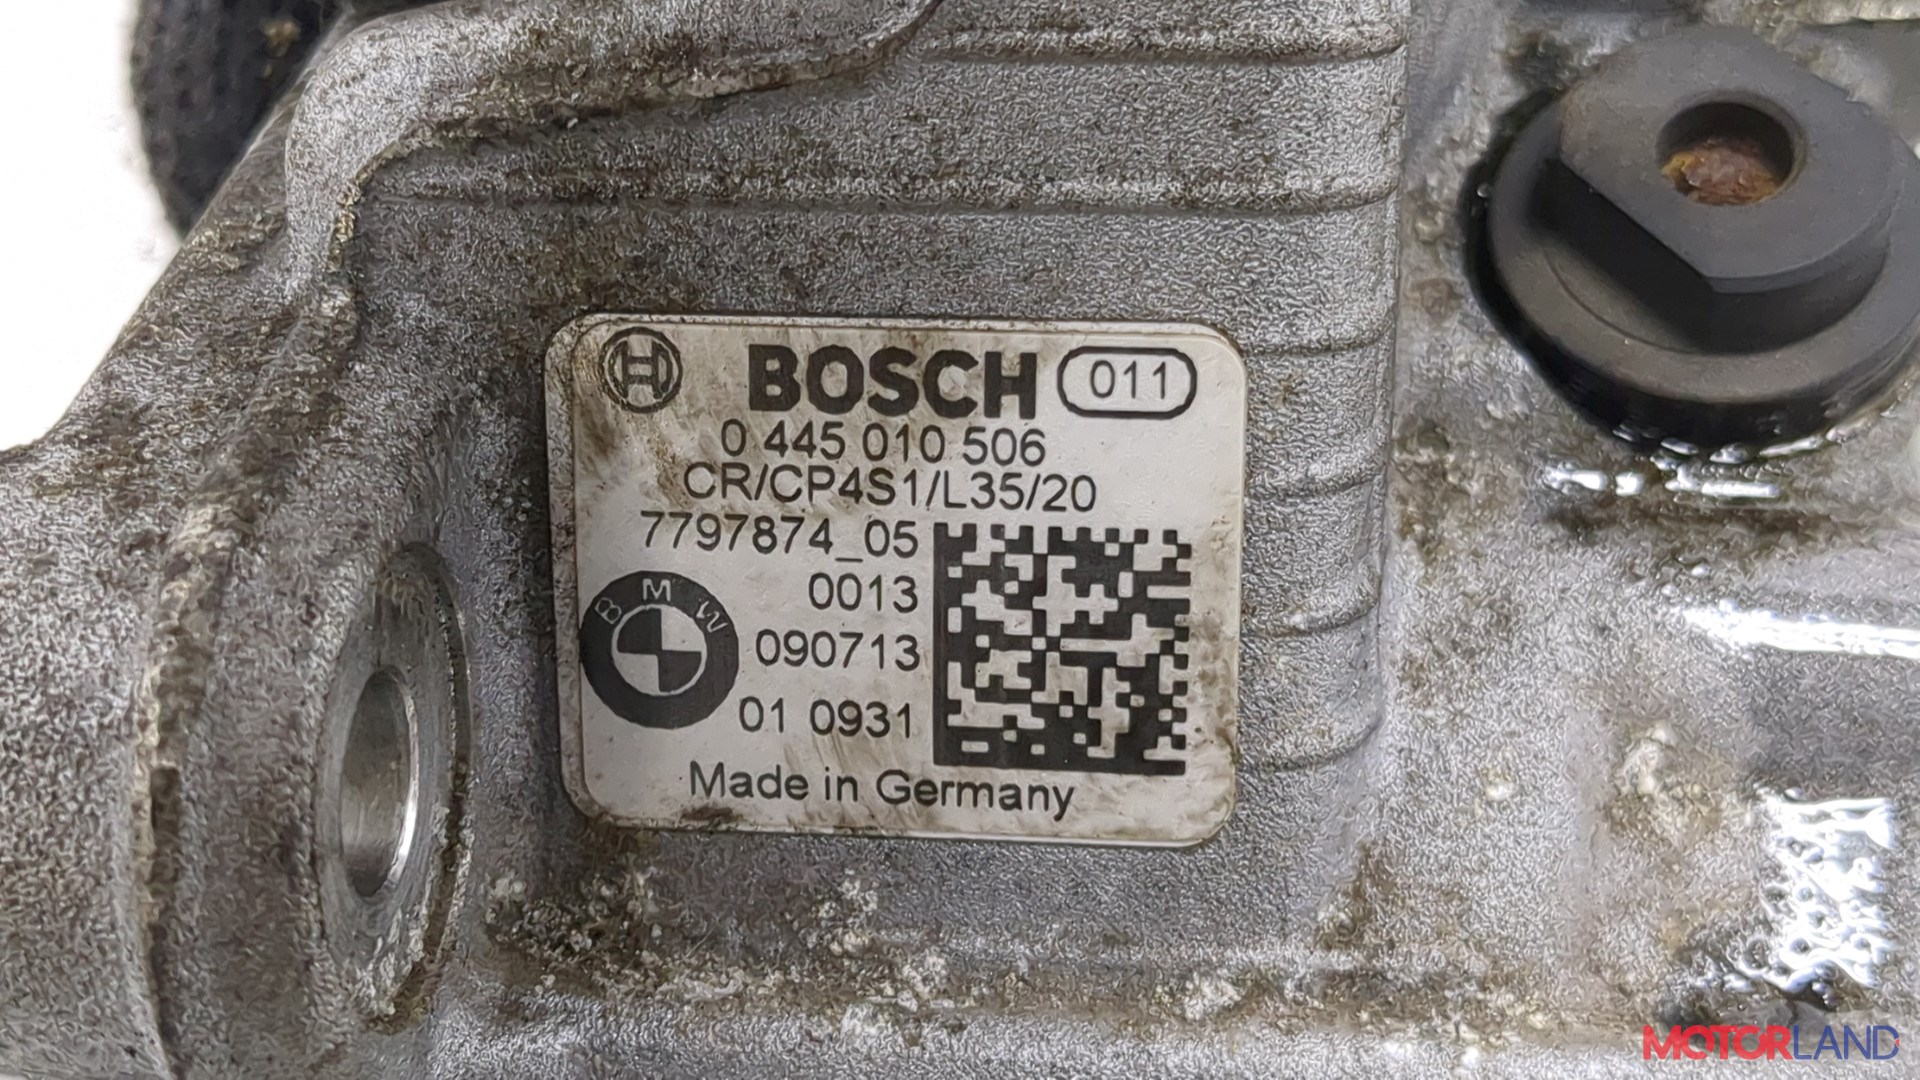 BOSCH 011
0 445 010 506
CR/CP4S1/L35/20
7797874_05
0013
BMW
090713
01 0931
Made in Germany
MOTORLAND